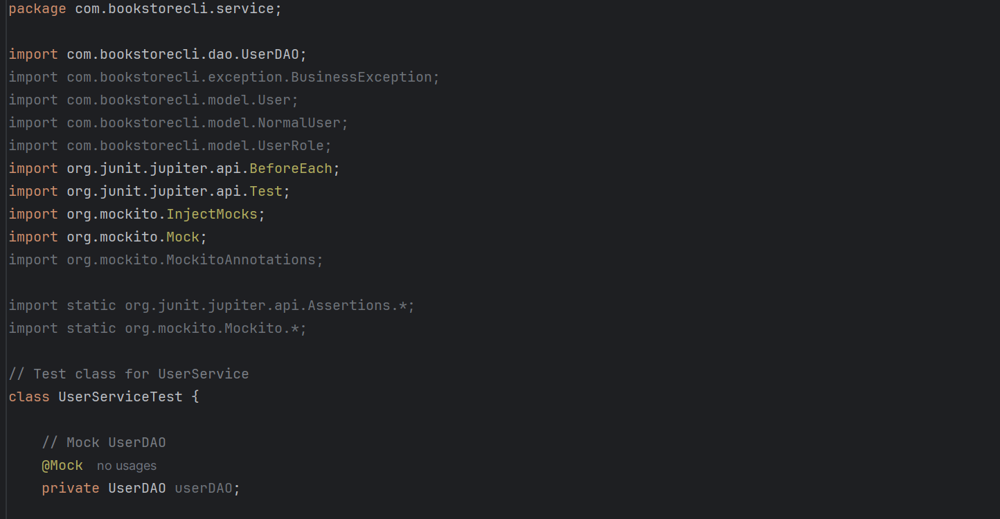 package com.bookstorecli.service;
import com.bookstorecli.dao.UserDAO;
import com.bookstorecli.exception.BusinessException;
import com.bookstorecli.model.User;
import com.bookstorecli.model.NormalUser;
import com.bookstorecli.model.UserRole;
import org.junit.jupiter.api.BeforeEach;
import org.junit.jupiter.api.Test;
import org.mockito.InjectMocks;
import org.mockito.Mock;
import org.mockito.MockitoAnnotations;
import static org.junit.jupiter.api.Assertions.*;
import static org.mockito.Mockito.*;
// Test class for UserService
class UserServiceTest {
// Mock UserDAO
@Mock no usages
private UserDAO userDAO;